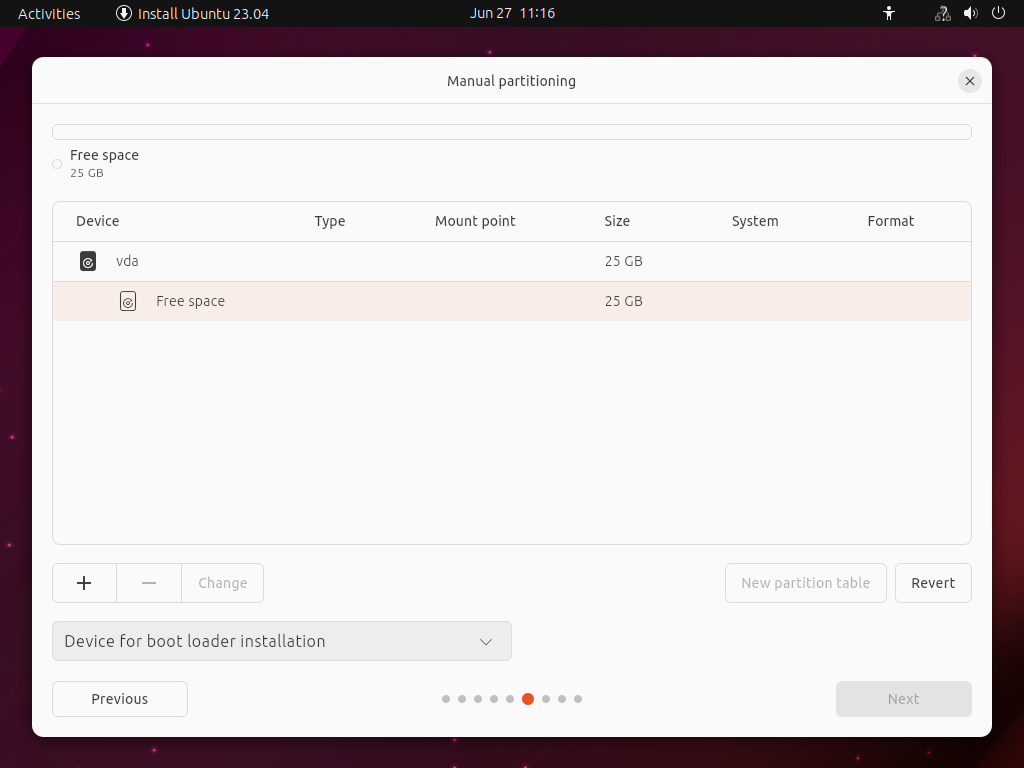 Activities Install Ubuntu 23.04 Jun 27 11:16
Manual partitioning
Free space
25 GB
Device Type Mount point Size System Format
vda 25 GB
Free space 25 GB
+ − Change New partition table Revert
Device for boot loader installation
Previous Next